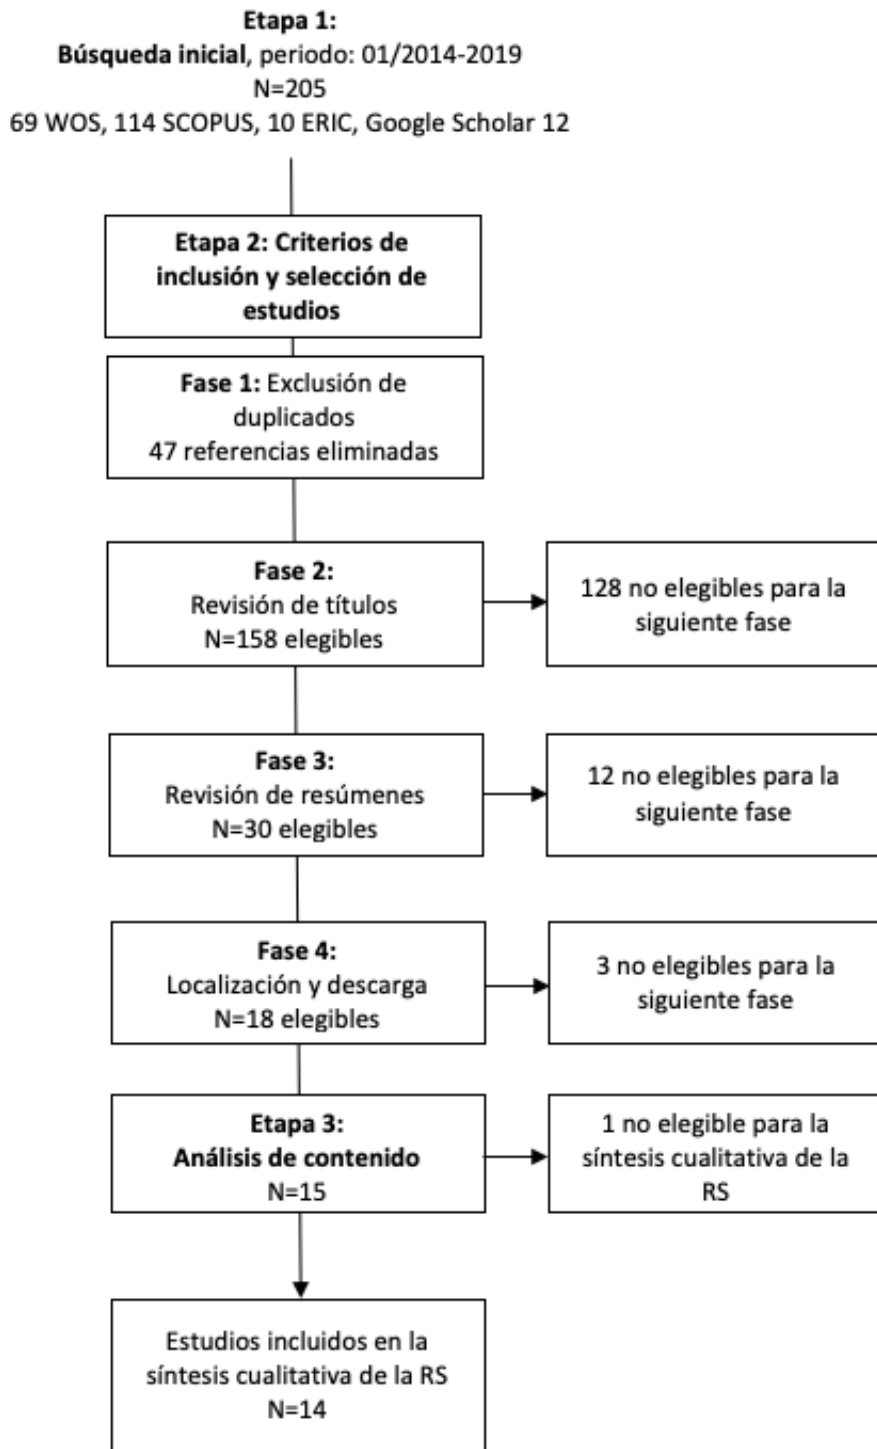 Etapa 1:
Búsqueda inicial, periodo: 01/2014-2019
N=205
69 WOS, 114 SCOPUS, 10 ERIC, Google Scholar 12
Etapa 2: Criterios de
inclusión y selección de
estudios
Fase 1: Exclusión de
duplicados
47 referencias eliminadas
Fase 2:
Revisión de títulos
N=158 elegibles
128 no elegibles para la
siguiente fase
Fase 3:
Revisión de resúmenes
N=30 elegibles
12 no elegibles para la
siguiente fase
Fase 4:
Localización y descarga
N=18 elegibles
3 no elegibles para la
siguiente fase
Etapa 3:
Análisis de contenido
N=15
1 no elegible para la
síntesis cualitativa de la
RS
Estudios incluidos en la
síntesis cualitativa de la RS
N=14